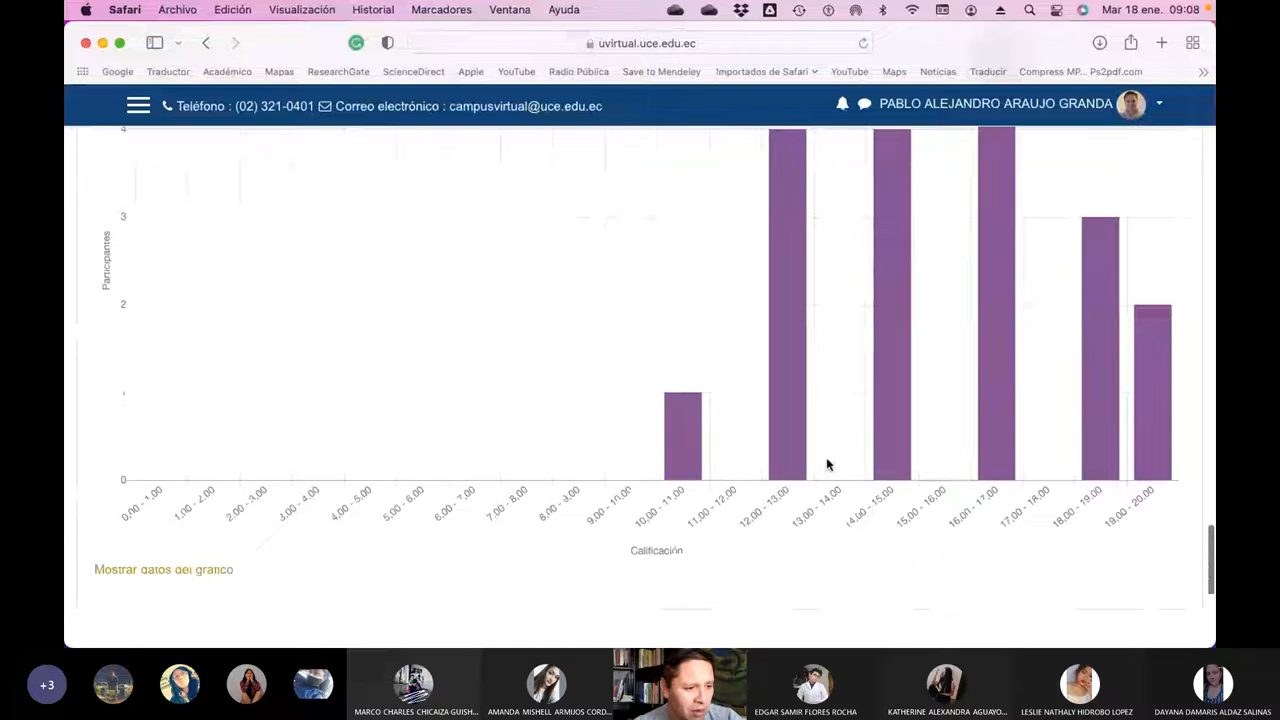 Safari Archivo Edición Visualización Historial Marcadores Ventana Ayuda Mar 18 ene. 09:08
uvirtual.uce.edu.ec
Google Traductor Académico Mapas ResearchGate ScienceDirect Apple YouTube Radio Pública Save to Mendeley Importados de Safari YouTube Maps Noticias Traducir Compress MP... Ps2pdf.com
Teléfono : (02) 321-0401 Correo electrónico : campusvirtual@uce.edu.ec PABLO ALEJANDRO ARAUJO GRANDA
4
3
Participantes
2
0
0,00 - 1,00 1,00 - 2,00 2,00 - 3,00 3,00 - 4,00 4,00 - 5,00 5,00 - 6,00 6,00 - 7,00 7,00 - 8,00 8,00 - 9,00 9,00 - 10,00 10,00 - 11,00 11,00 - 12,00 12,00 - 13,00 13,00 - 14,00 14,00 - 15,00 15,00 - 16,00 16,00 - 17,00 17,00 - 18,00 18,00 - 19,00 19,00 - 20,00
Calificación
Mostrar datos del gráfico
+3
MARCO CHARLES CHICAIZA GUISH... AMANDA MISHELL ARMIJOS CORD... EDGAR SAMIR FLORES ROCHA KATHERINE ALEXANDRA AGUAYO... LESLIE NATHALY HIDROBO LOPEZ DAYANA DAMARIS ALDAZ SALINAS